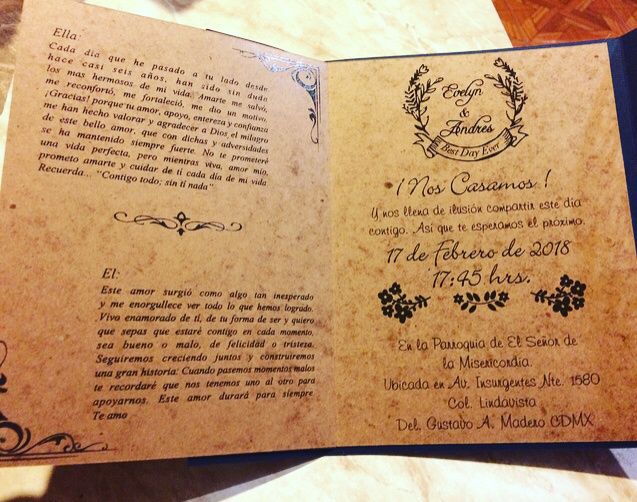 Ella:
Cada día que he pasado a tu lado desde
hace casi seis años, han sido sin duda
los mas hermosos de mi vida. Amarte me salvó,
me reconfortó, me fortaleció, me dio un motivo.
¡Gracias! porque tu amor, apoyo, entereza y confianza
me han hecho valorar y agradecer a Dios el milagro
de este bello amor, que con dichas y adversidades
se ha mantenido siempre fuerte. No te prometeré
una vida perfecta, pero mientras viva, amor mío,
prometo amarte y cuidar de ti cada día de mi vida
Recuerda... "Contigo todo; sin ti nada"
El:
Este amor surgió como algo tan inesperado
y me enorgullece ver todo lo que hemos logrado.
Vivo enamorado de ti, de tu forma de ser y quiero
que sepas que estaré contigo en cada momento,
sea bueno o malo, de felicidad o tristeza.
Seguiremos creciendo juntos y construiremos
una gran historia: Cuando pasemos momentos malos
te recordaré que nos tenemos uno al otro para
apoyarnos. Este amor durará para siempre
Te amo
Evelyn
&
Andrés
Best Day Ever
¡Nos Casamos!
Y nos llena de ilusión compartir este día
contigo. Así que te esperamos el próximo.
17 de Febrero de 2018
17:45 hrs.
En la Parroquia de El Señor de
la Misericordia.
Ubicada en Av. Insurgentes Nte. 1580
Col. Lindavista
Del. Gustavo A. Madero CDMX